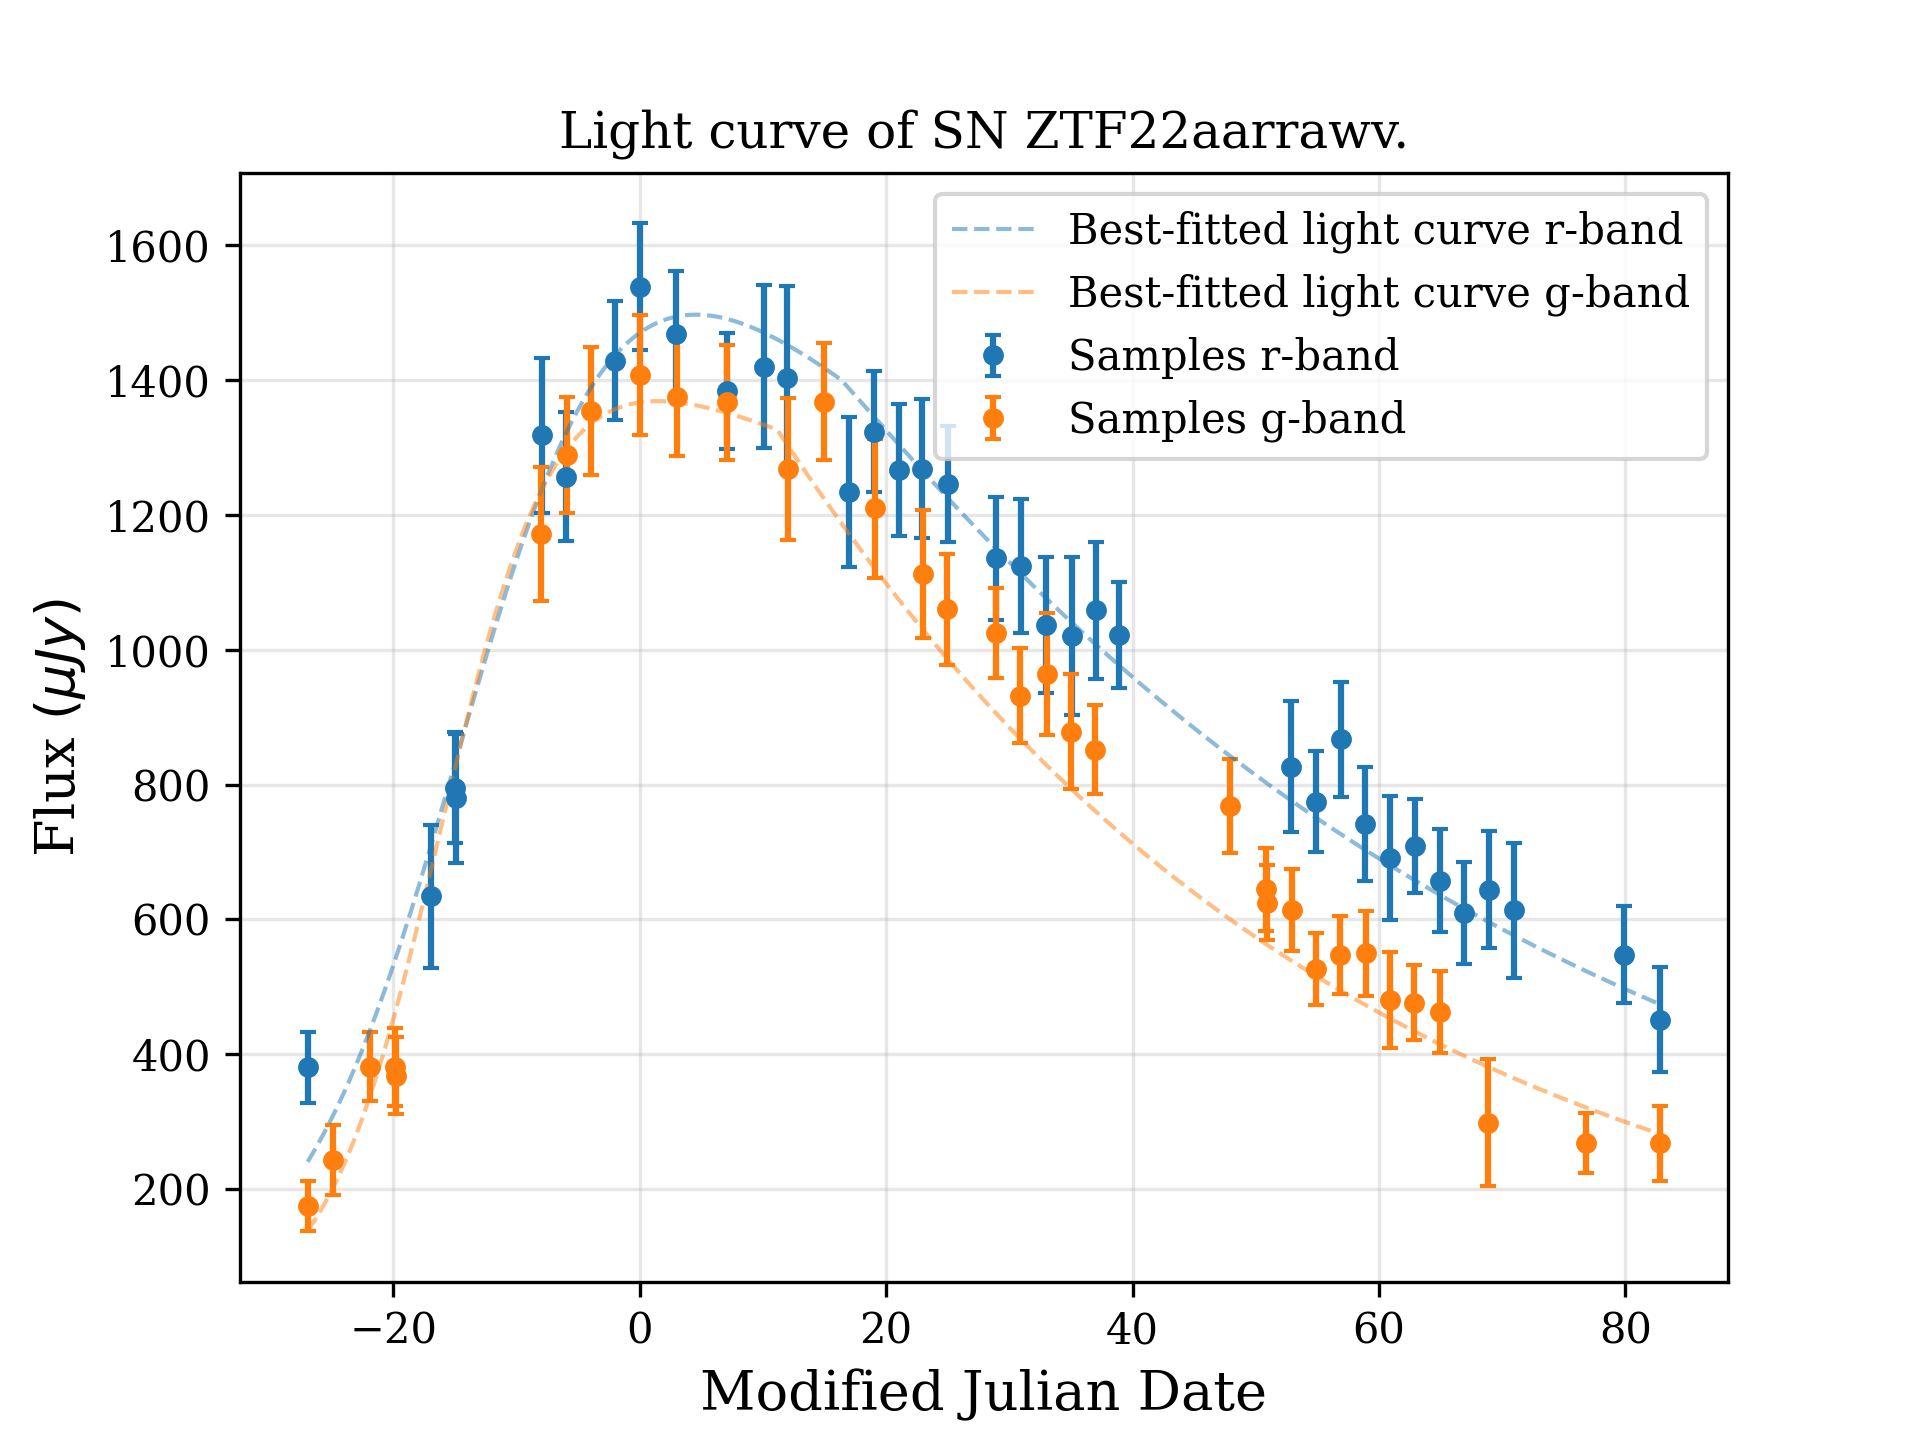 Light curve of SN ZTF22aarrawv.
Best-fitted light curve r-band
Best-fitted light curve g-band
Samples r-band
Samples g-band
1600
1400
1200
1000
800
600
400
200
Flux (μJy)
−20 0 20 40 60 80
Modified Julian Date